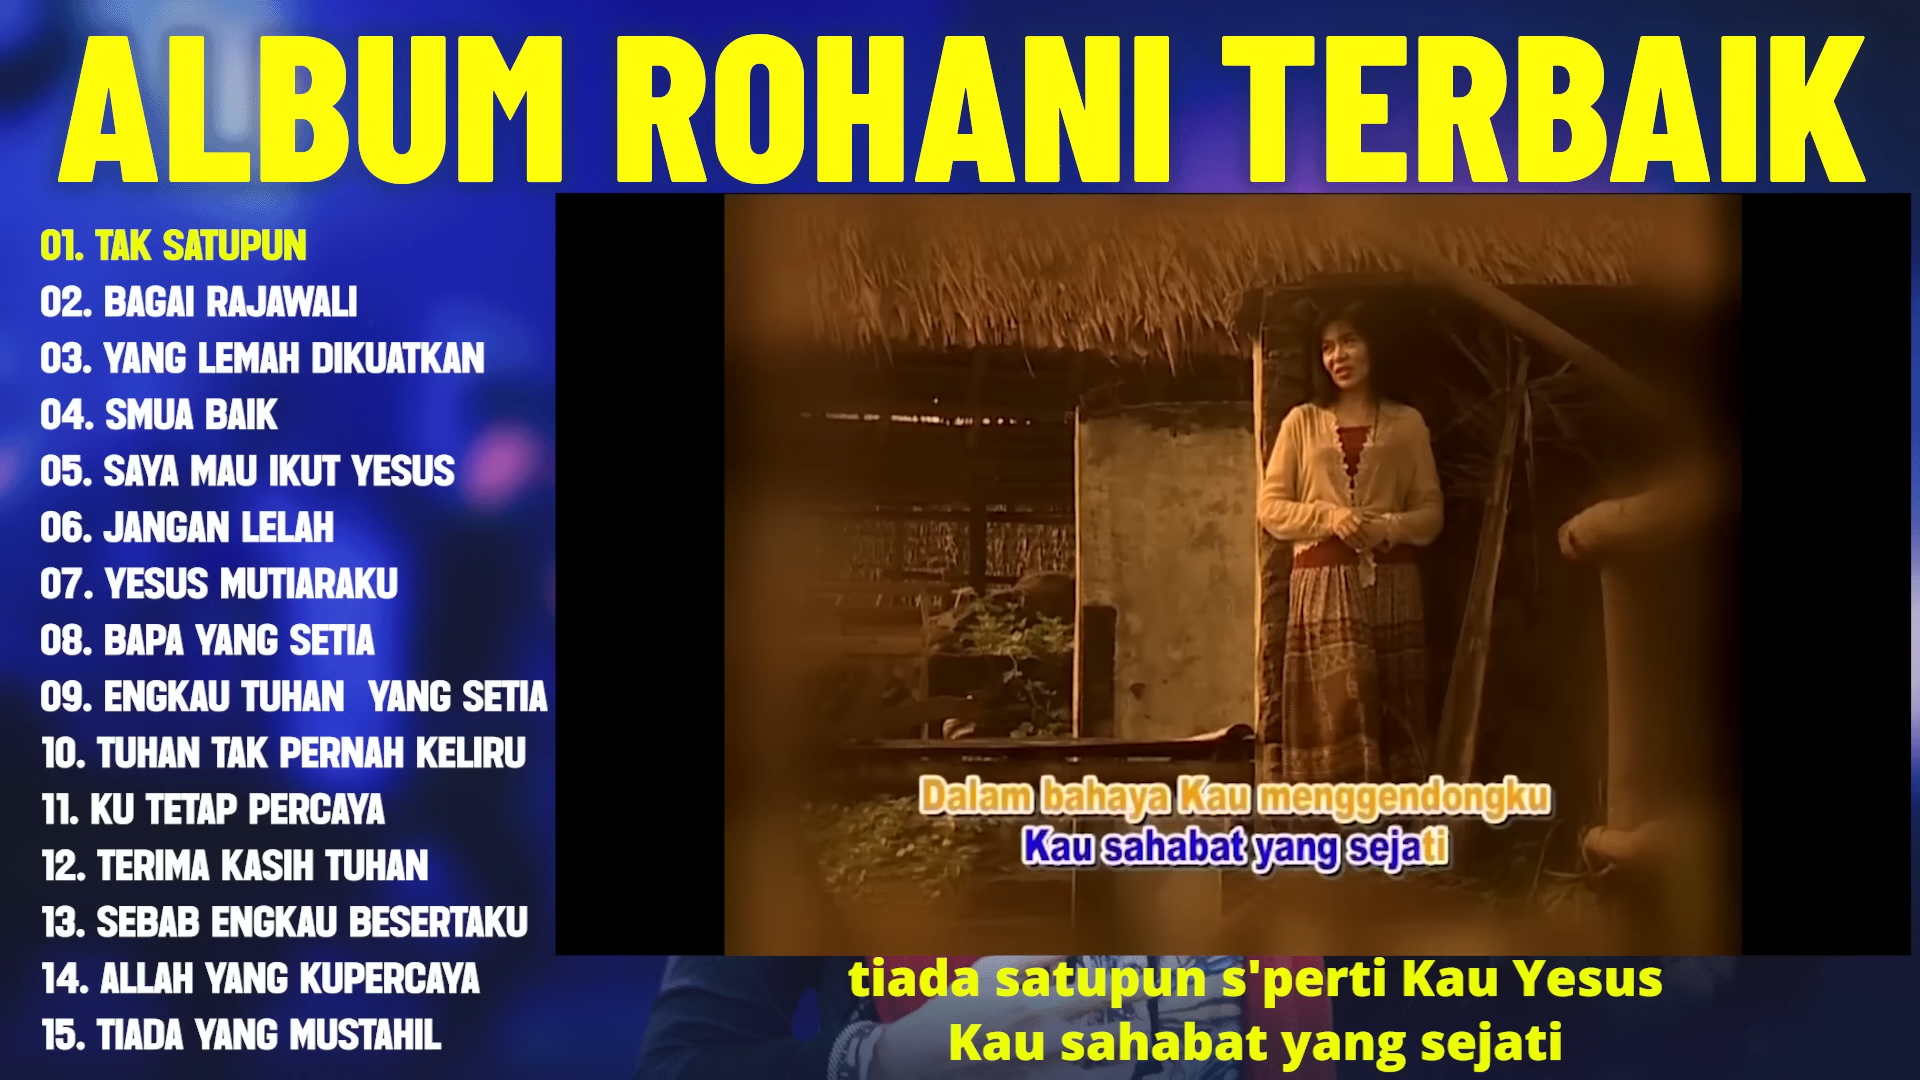 ALBUM ROHANI TERBAIK
01. TAK SATUPUN
02. BAGAI RAJAWALI
03. YANG LEMAH DIKUATKAN
04. SMUA BAIK
05. SAYA MAU IKUT YESUS
06. JANGAN LELAH
07. YESUS MUTIARAKU
08. BAPA YANG SETIA
09. ENGKAU TUHAN  YANG SETIA
10. TUHAN TAK PERNAH KELIRU
11. KU TETAP PERCAYA
12. TERIMA KASIH TUHAN
13. SEBAB ENGKAU BESERTAKU
14. ALLAH YANG KUPERCAYA
15. TIADA YANG MUSTAHIL
Dalam bahaya Kau menggendongku
Kau sahabat yang sejati
tiada satupun s'perti Kau Yesus
Kau sahabat yang sejati